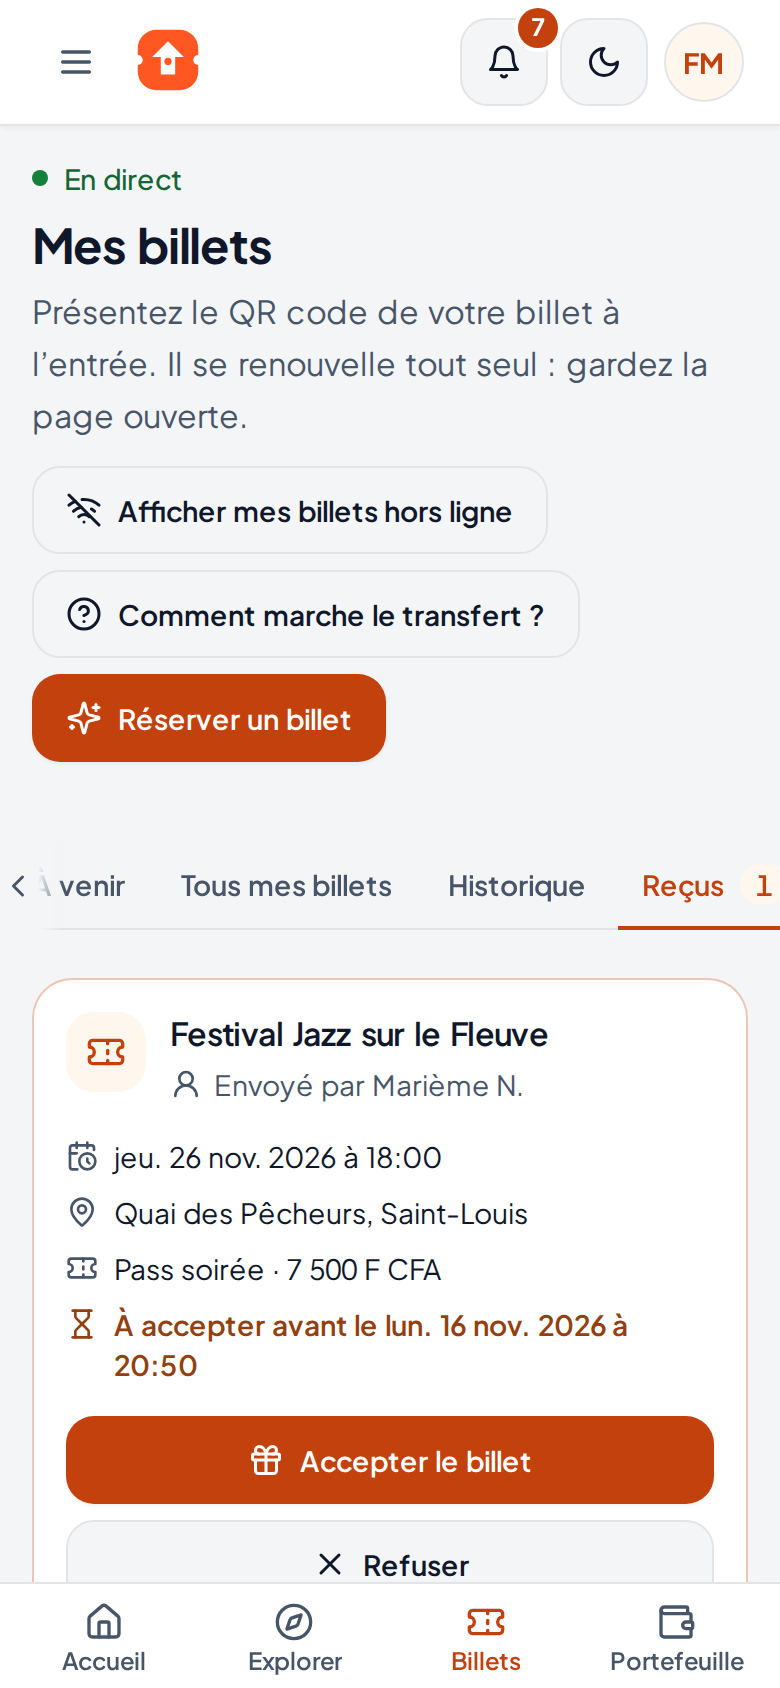 7
FM
En direct
Mes billets
Présentez le QR code de votre billet à
l’entrée. Il se renouvelle tout seul : gardez la
page ouverte.
Afficher mes billets hors ligne
Comment marche le transfert ?
Réserver un billet
À venir
Tous mes billets
Historique
Reçus 1
Festival Jazz sur le Fleuve
Envoyé par Marième N.
jeu. 26 nov. 2026 à 18:00
Quai des Pêcheurs, Saint-Louis
Pass soirée · 7 500 F CFA
À accepter avant le lun. 16 nov. 2026 à
20:50
Accepter le billet
Refuser
Accueil
Explorer
Billets
Portefeuille